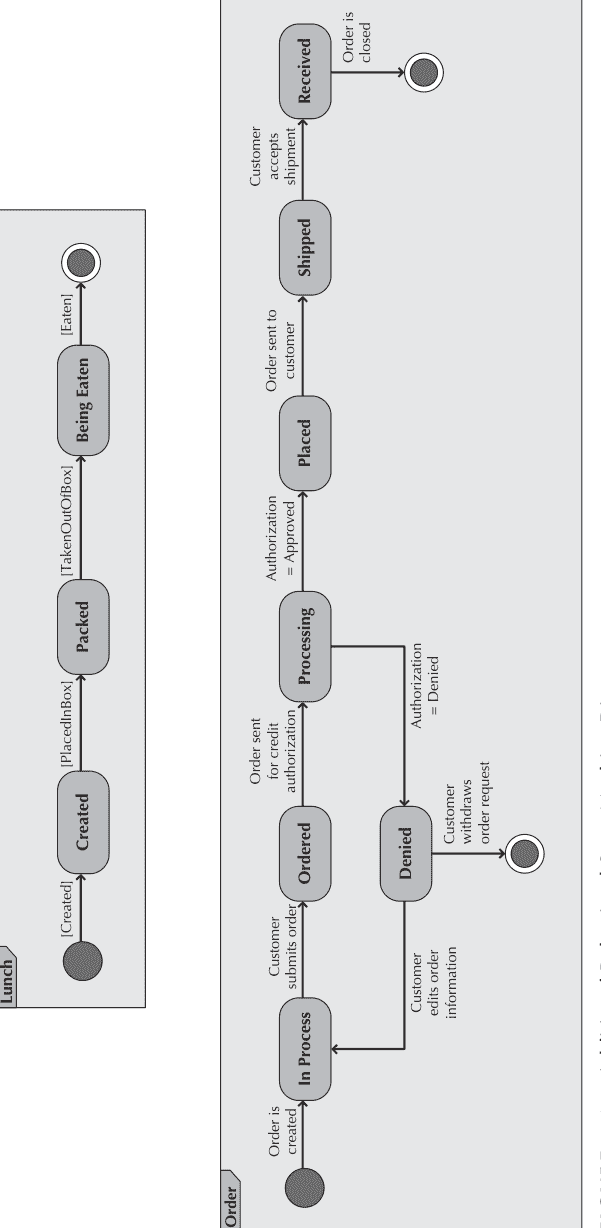 Lunch
[Created]
Created
[PlacedInBox]
Packed
[TakenOutOfBox]
Being Eaten
[Eaten]
Order
Order is
created
In Process
Customer
submits order
Ordered
Order sent
for credit
authorization
Processing
Authorization
= Approved
Placed
Order sent to
customer
Shipped
Customer
accepts
shipment
Received
Order is
closed
Authorization
= Denied
Denied
Customer
withdraws
order request
Customer
edits order
information